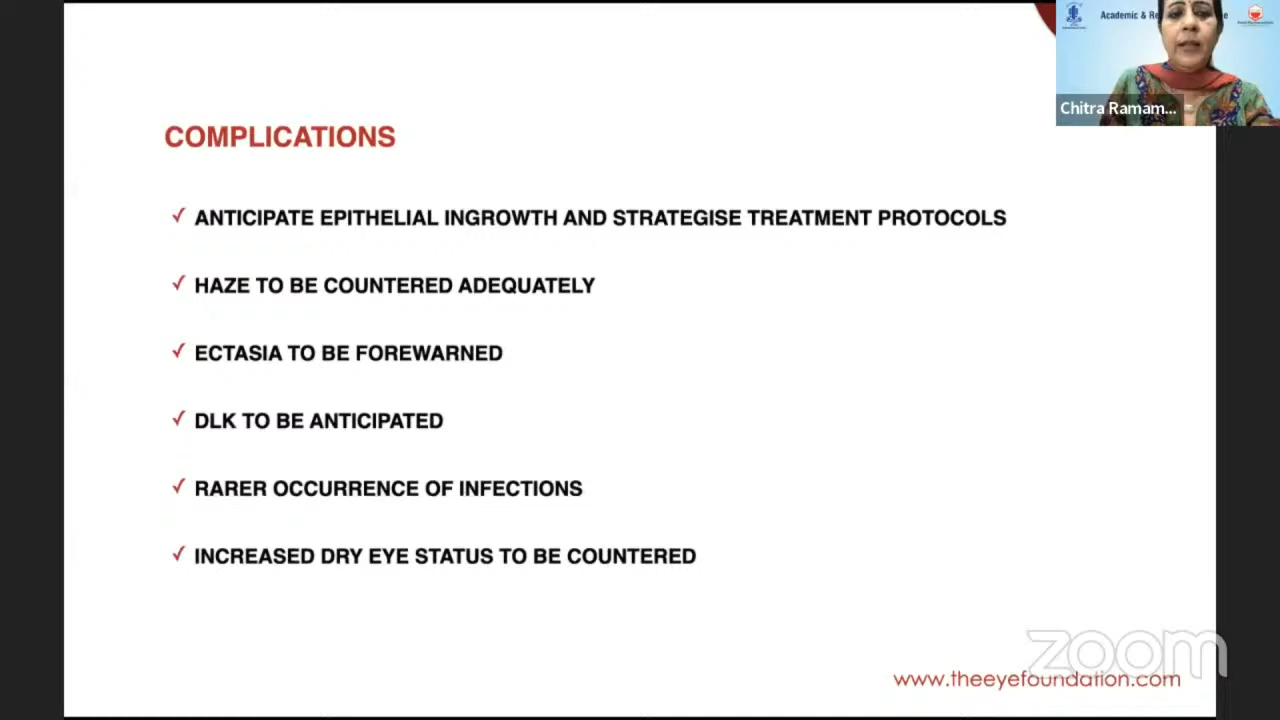 Academic & Re
Chitra Ramam...
COMPLICATIONS
✓ ANTICIPATE EPITHELIAL INGROWTH AND STRATEGISE TREATMENT PROTOCOLS
✓ HAZE TO BE COUNTERED ADEQUATELY
✓ ECTASIA TO BE FOREWARNED
✓ DLK TO BE ANTICIPATED
✓ RARER OCCURRENCE OF INFECTIONS
✓ INCREASED DRY EYE STATUS TO BE COUNTERED
zoom
www.theeyefoundation.com